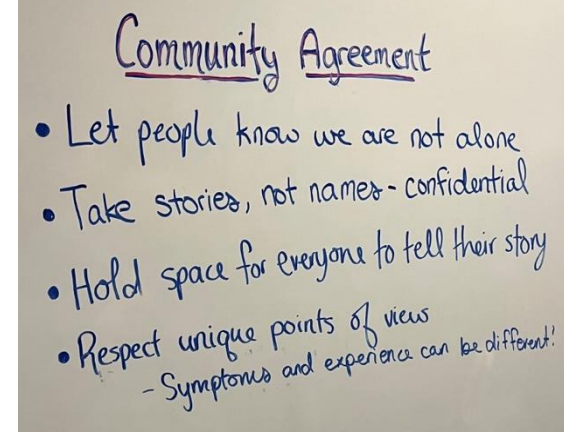 Community Agreement
• Let people know we are not alone
• Take stories, not names - confidential
• Hold space for everyone to tell their story
• Respect unique points of view
- Symptoms and experience can be different!